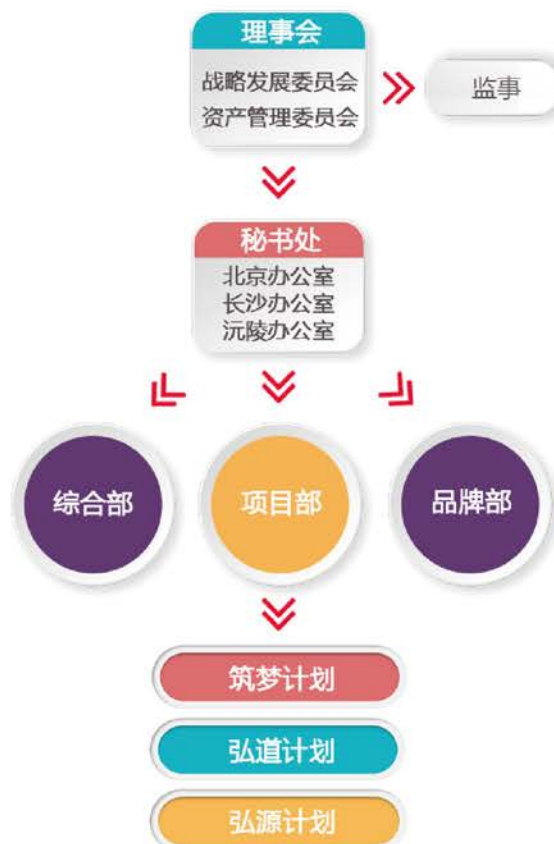 理事会
战略发展委员会
资产管理委员会
监事
秘书处
北京办公室
长沙办公室
沅陵办公室
综合部
项目部
品牌部
筑梦计划
弘道计划
弘源计划